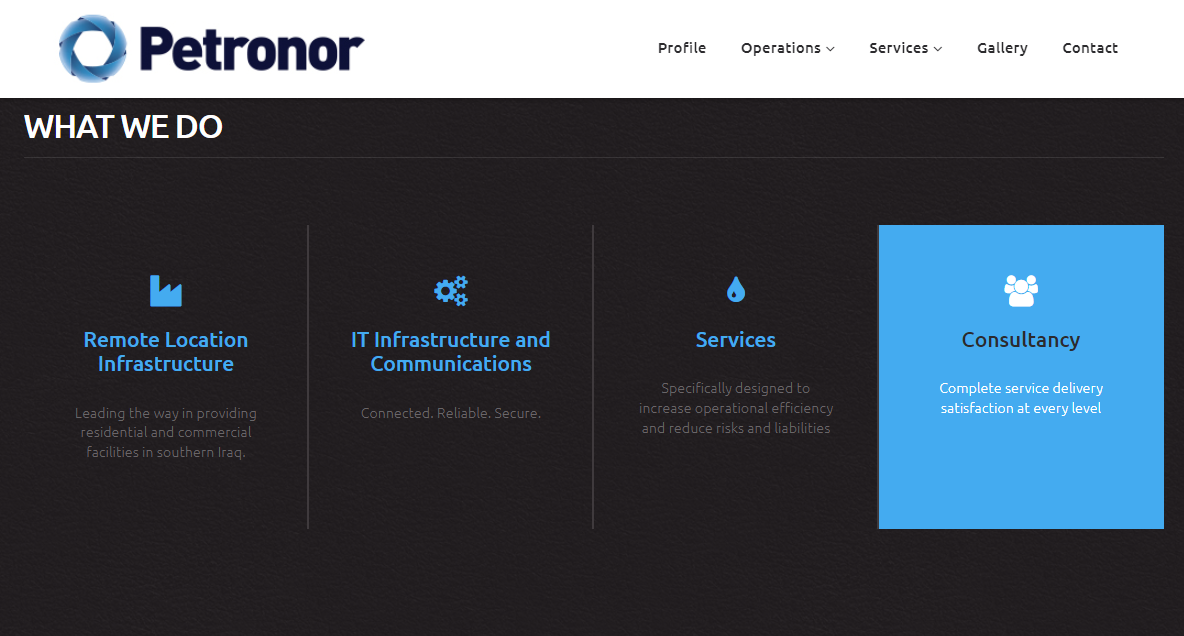 Petronor
Profile
Operations
Services
Gallery
Contact
WHAT WE DO
Remote Location
Infrastructure
Leading the way in providing
residential and commercial
facilities in southern Iraq.
IT Infrastructure and
Communications
Connected. Reliable. Secure.
Services
Specifically designed to
increase operational efficiency
and reduce risks and liabilities
Consultancy
Complete service delivery
satisfaction at every level